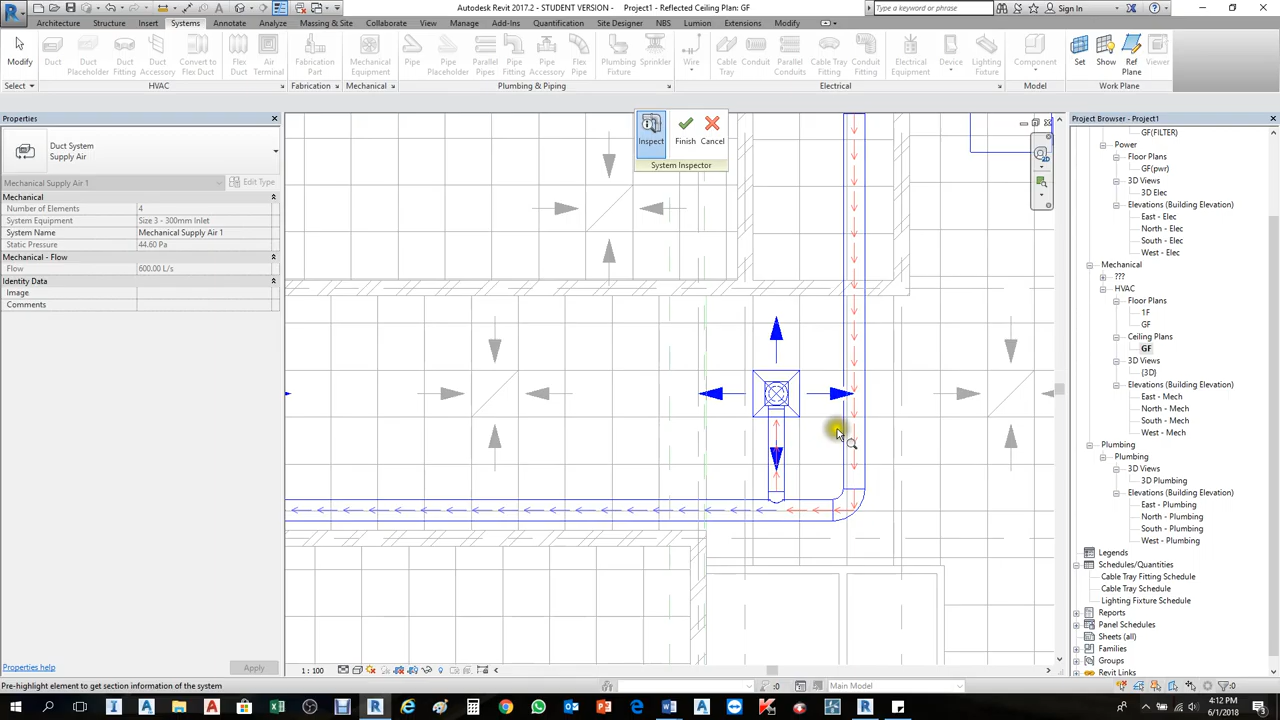 Autodesk Revit 2017.2 - STUDENT VERSION - Project1 - Reflected Ceiling Plan: GF
Type a keyword or phrase
Sign In
Architecture Structure Insert Systems Annotate Analyze Massing & Site Collaborate View Manage Add-Ins Quantification Site Designer NBS Lumion Extensions Modify
Modify
Duct
Duct Placeholder
Duct Fitting
Duct Accessory
Convert to Flex Duct
Flex Duct
Air Terminal
Fabrication Part
Mechanical Equipment
Pipe
Pipe Placeholder
Parallel Pipes
Pipe Fitting
Pipe Accessory
Flex Pipe
Plumbing Fixture
Sprinkler
Wire
Cable Tray
Conduit
Parallel Conduits
Cable Tray Fitting
Conduit Fitting
Electrical Equipment
Device
Lighting Fixture
Component
Set
Show
Ref Plane
Viewer
Select
HVAC
Fabrication
Mechanical
Plumbing & Piping
Electrical
Model
Work Plane
Properties
Duct System
Supply Air
Mechanical Supply Air 1
Edit Type
Mechanical
Number of Elements 4
System Equipment Size 3 - 300mm Inlet
System Name Mechanical Supply Air 1
Static Pressure 44.60 Pa
Mechanical - Flow
Flow 600.00 L/s
Identity Data
Image
Comments
Properties help
Apply
Inspect
Finish
Cancel
System Inspector
2D
Project Browser - Project1
GF(FILTER)
Power
Floor Plans
GF(pwr)
3D Views
3D Elec
Elevations (Building Elevation)
East - Elec
North - Elec
South - Elec
West - Elec
Mechanical
???
HVAC
Floor Plans
1F
GF
Ceiling Plans
GF
3D Views
{3D}
Elevations (Building Elevation)
East - Mech
North - Mech
South - Mech
West - Mech
Plumbing
Plumbing
3D Views
3D Plumbing
Elevations (Building Elevation)
East - Plumbing
North - Plumbing
South - Plumbing
West - Plumbing
Legends
Schedules/Quantities
Cable Tray Fitting Schedule
Cable Tray Schedule
Lighting Fixture Schedule
Reports
Panel Schedules
Sheets (all)
Families
Groups
Revit Links
1 : 100
Pre-highlight element to get section information of the system
:0
Main Model
:0
4:12 PM
6/1/2018